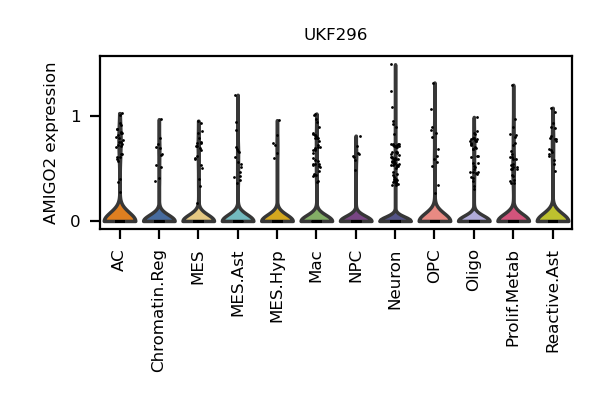 UKF296
AMIGO2 expression
1
0
AC
Chromatin.Reg
MES
MES.Ast
MES.Hyp
Mac
NPC
Neuron
OPC
Oligo
Prolif.Metab
Reactive.Ast